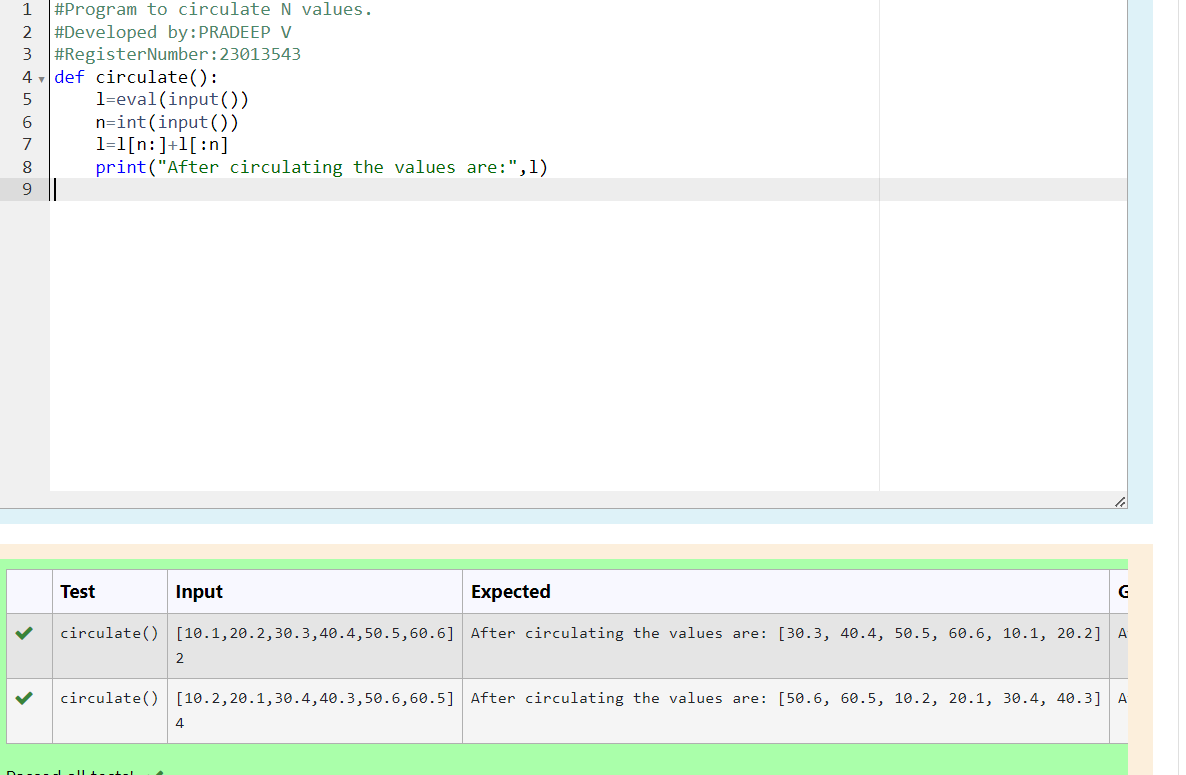 1 #Program to circulate N values.
2 #Developed by:PRADEEP V
3 #RegisterNumber:23013543
4 def circulate():
5     l=eval(input())
6     n=int(input())
7     l=l[n:]+l[:n]
8     print("After circulating the values are:",l)
9
Test Input Expected G
circulate() [10.1,20.2,30.3,40.4,50.5,60.6] After circulating the values are: [30.3, 40.4, 50.5, 60.6, 10.1, 20.2] A
2
circulate() [10.2,20.1,30.4,40.3,50.6,60.5] After circulating the values are: [50.6, 60.5, 10.2, 20.1, 30.4, 40.3] A
4
Passed all tests!